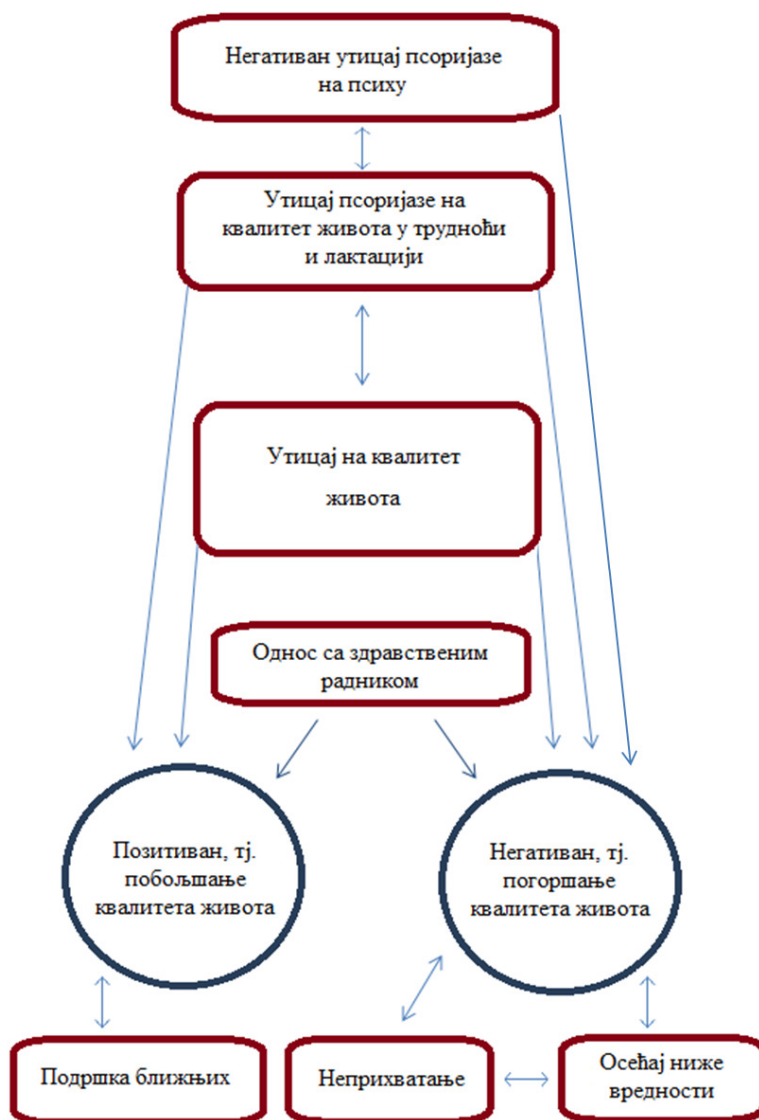 Негативан утицај псоријазе
на психу
Утицај псоријазе на
квалитет живота у трудноћи
и лактацији
Утицај на квалитет
живота
Однос са здравственим
радником
Позитиван, тј.
побољшање
квалитета живота
Негативан, тј.
погоршање
квалитета живота
Подршка ближњих
Неприхватање
Осећај ниже
вредности